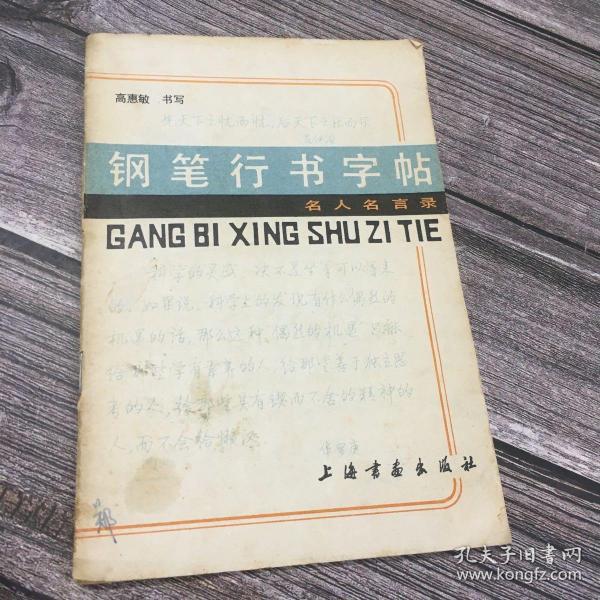 高惠敏 书写
先天下之忧而忧,后天下之乐而乐
范仲淹
钢笔行书字帖
名人名言录
GANG BI XING SHU ZI TIE
科学的灵感,决不是坐等可以等来
的。如果说,科学上的发现有什么偶然的
机遇的话,那么这种“偶然的机遇”只能
给那些学有素养的人,给那些善于独立思
考的人,给那些具有锲而不舍的精神的
人,而不会给懒汉。
华罗庚
上海书画出版社
郑
孔夫子旧书网
www.kongfz.com